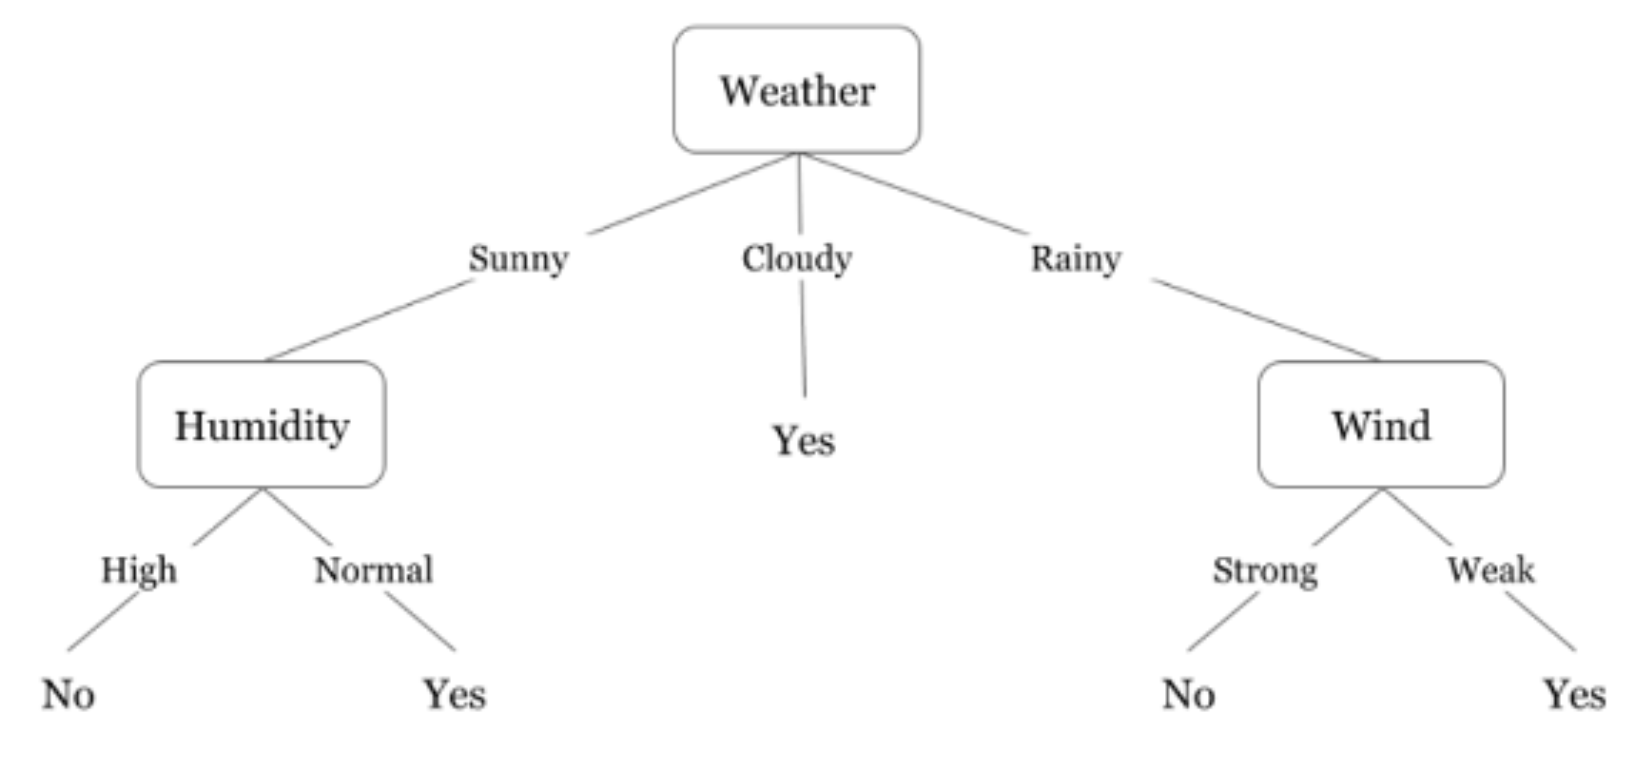 Weather
Sunny
Cloudy
Rainy
Humidity
Yes
Wind
High
Normal
Strong
Weak
No
Yes
No
Yes